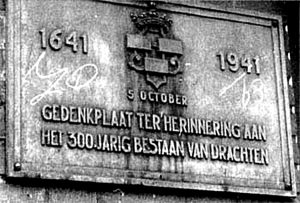 1641 1941
5 OCTOBER
GEDENKPLAAT TER HERINNERING AAN
HET 300-JARIG BESTAAN VAN DRACHTEN